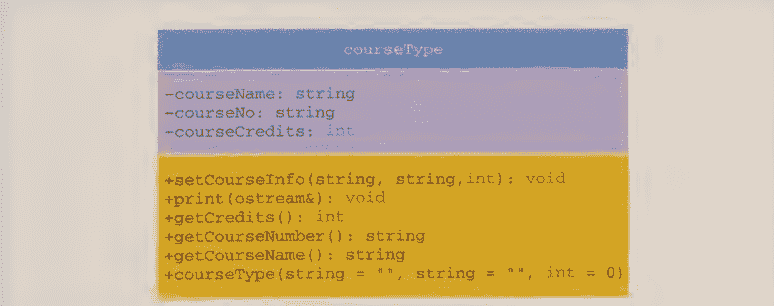 courseType
-courseName: string
-courseNo: string
-courseCredits: int
+setCourseInfo(string, string,int): void
+print(ostream&): void
+getCredits(): int
+getCourseNumber(): string
+getCourseName(): string
+courseType(string = "", string = "", int = 0)